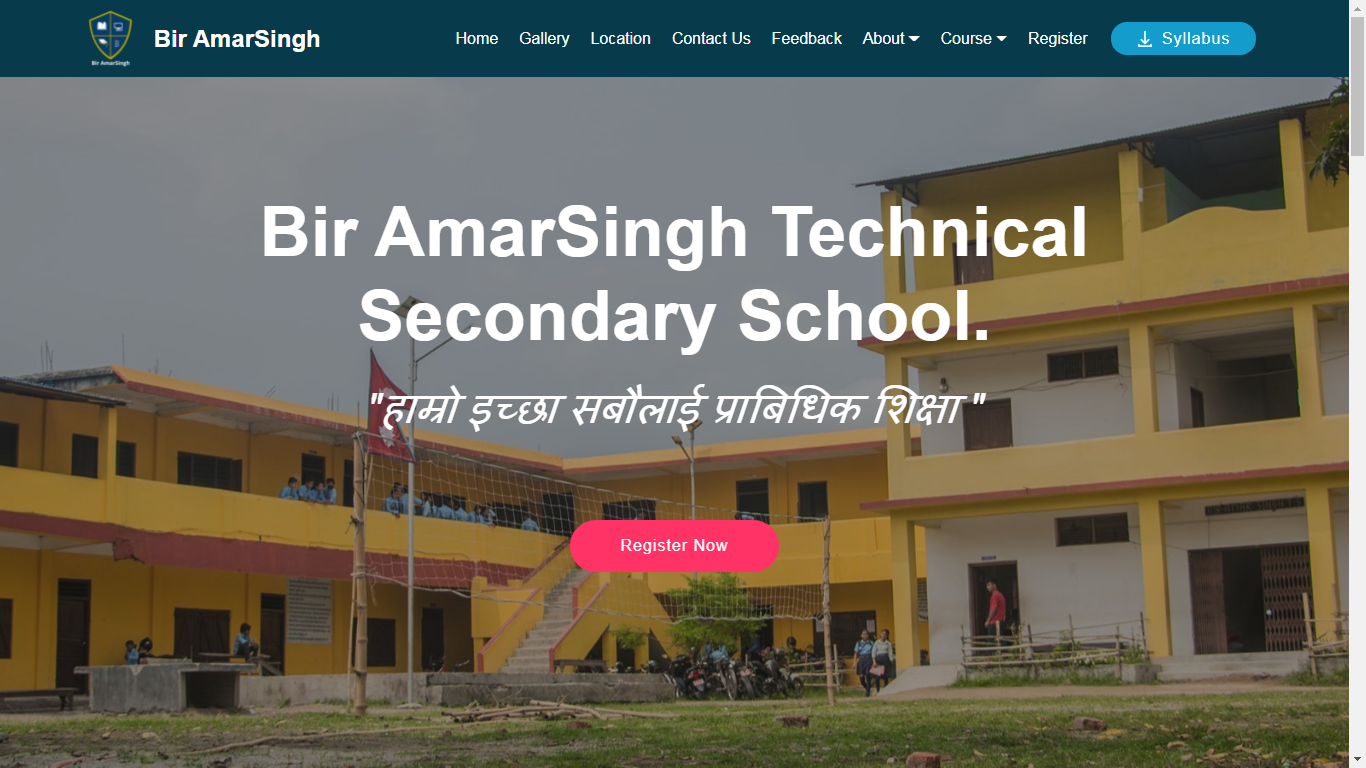 Bir AmarSingh
Bir AmarSingh
Home
Gallery
Location
Contact Us
Feedback
About
Course
Register
Syllabus
Bir AmarSingh Technical
Secondary School.
"हाम्रो इच्छा सबौलाई प्राबिधिक शिक्षा "
Register Now